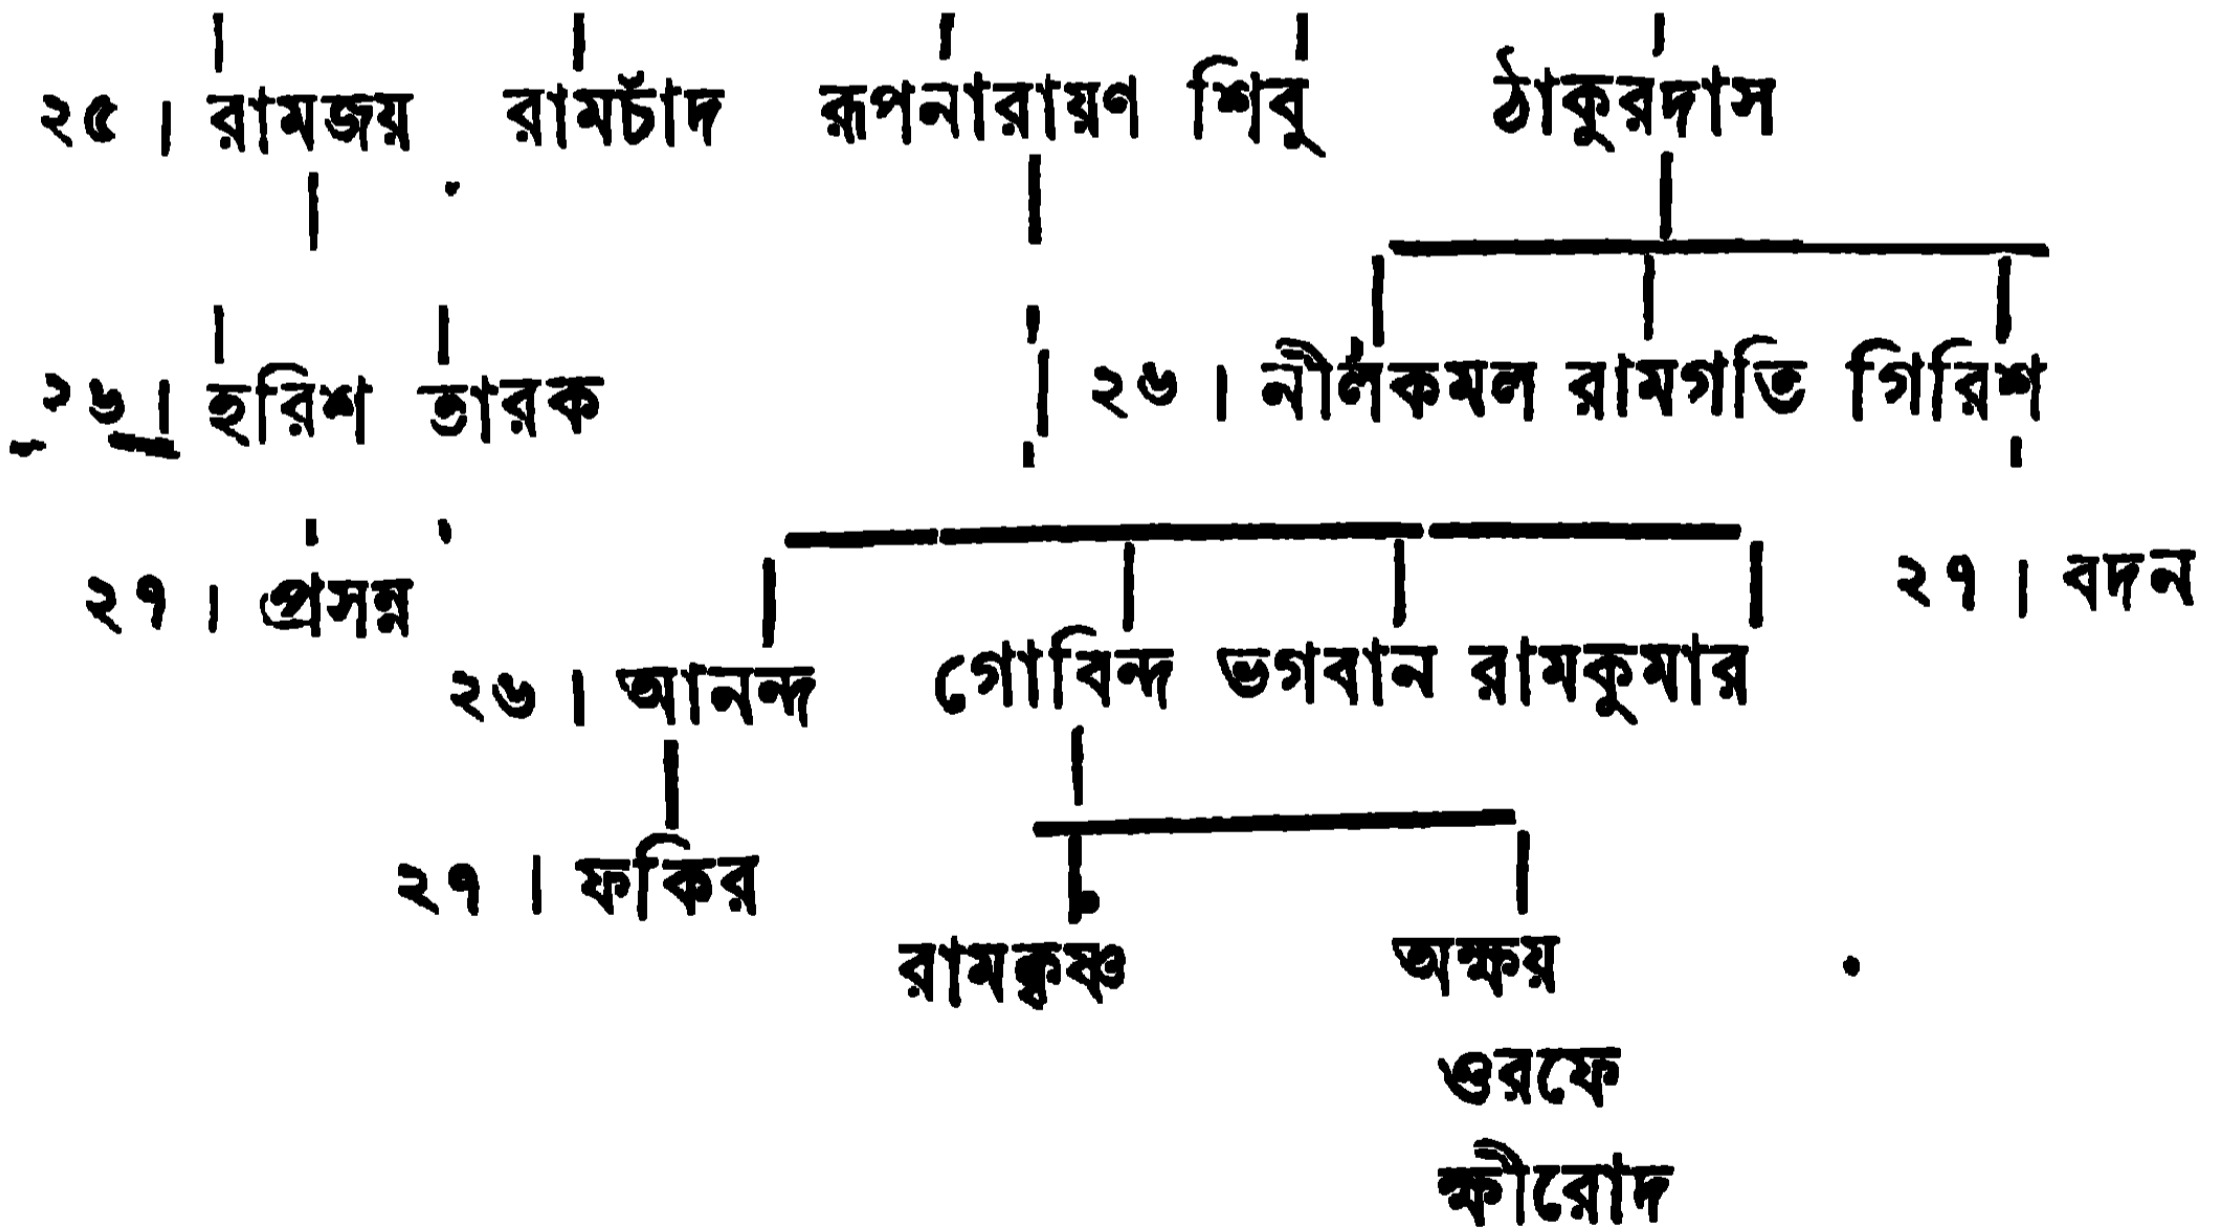 ২৫। রামজয় রামচাঁদ রূপনারায়ণ শিবু ঠাকুরদাস
২৬। হরিশ তারক ২৬। নীলকমল রামগতি গিরিশ
২৭। প্রসন্ন ২৭। বদন
২৬। আনন্দ গোবিন্দ ভগবান রামকুমার
২৭। ফকির
রামকৃষ্ণ অক্ষয়
ওরফে
ক্ষীরোদ